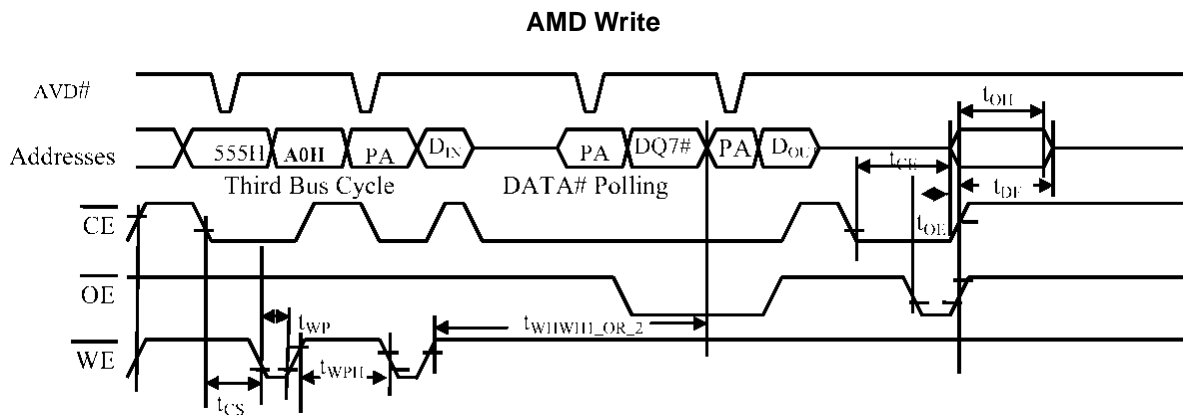 AMD Write
AVD#
tOH
Addresses
555H A0H PA DIN PA DQ7# PA DOUT
Third Bus Cycle DATA# Polling
tCE
tDF
CE
tOE
OE
tWP
tWHWH1_OR_2
WE
tWPH
tCS